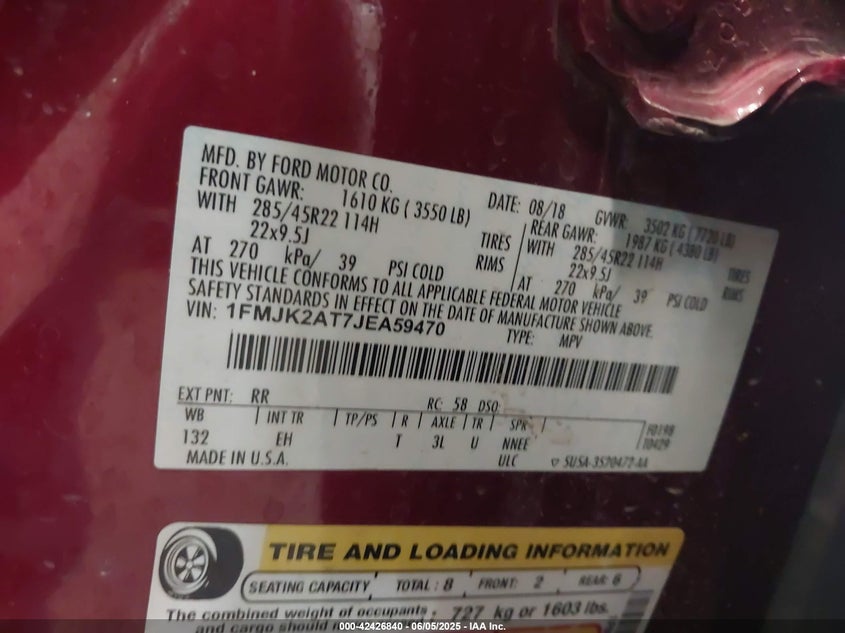 MFD. BY FORD MOTOR CO.
DATE: 08/18 GVWR: 3502 KG (7720 LB)
FRONT GAWR: 1610 KG (3550 LB)
REAR GAWR: 1987 KG (4380 LB)
WITH 285/45R22 114H TIRES
WITH 285/45R22 114H TIRES
22x9.5J RIMS
22x9.5J RIMS
AT 270 kPa/ 39 PSI COLD
AT 270 kPa/ 39 PSI COLD
THIS VEHICLE CONFORMS TO ALL APPLICABLE FEDERAL MOTOR VEHICLE
SAFETY STANDARDS IN EFFECT ON THE DATE OF MANUFACTURE SHOWN ABOVE.
VIN: 1FMJK2AT7JEA59470
TYPE: MPV
EXT PNT: RR RC: 58 DSO:
WB INT TR TP/PS R AXLE TR SPR
132 EH T 3L U NNEE
F0198
T0429
MADE IN U.S.A. ULC
SU5A-3520472-AA
TIRE AND LOADING INFORMATION
SEATING CAPACITY TOTAL: 8 FRONT: 2 REAR: 6
The combined weight of occupants
and cargo should
727 kg or 1603 lbs.
000-42426840 - 06/05/2025 - IAA Inc.